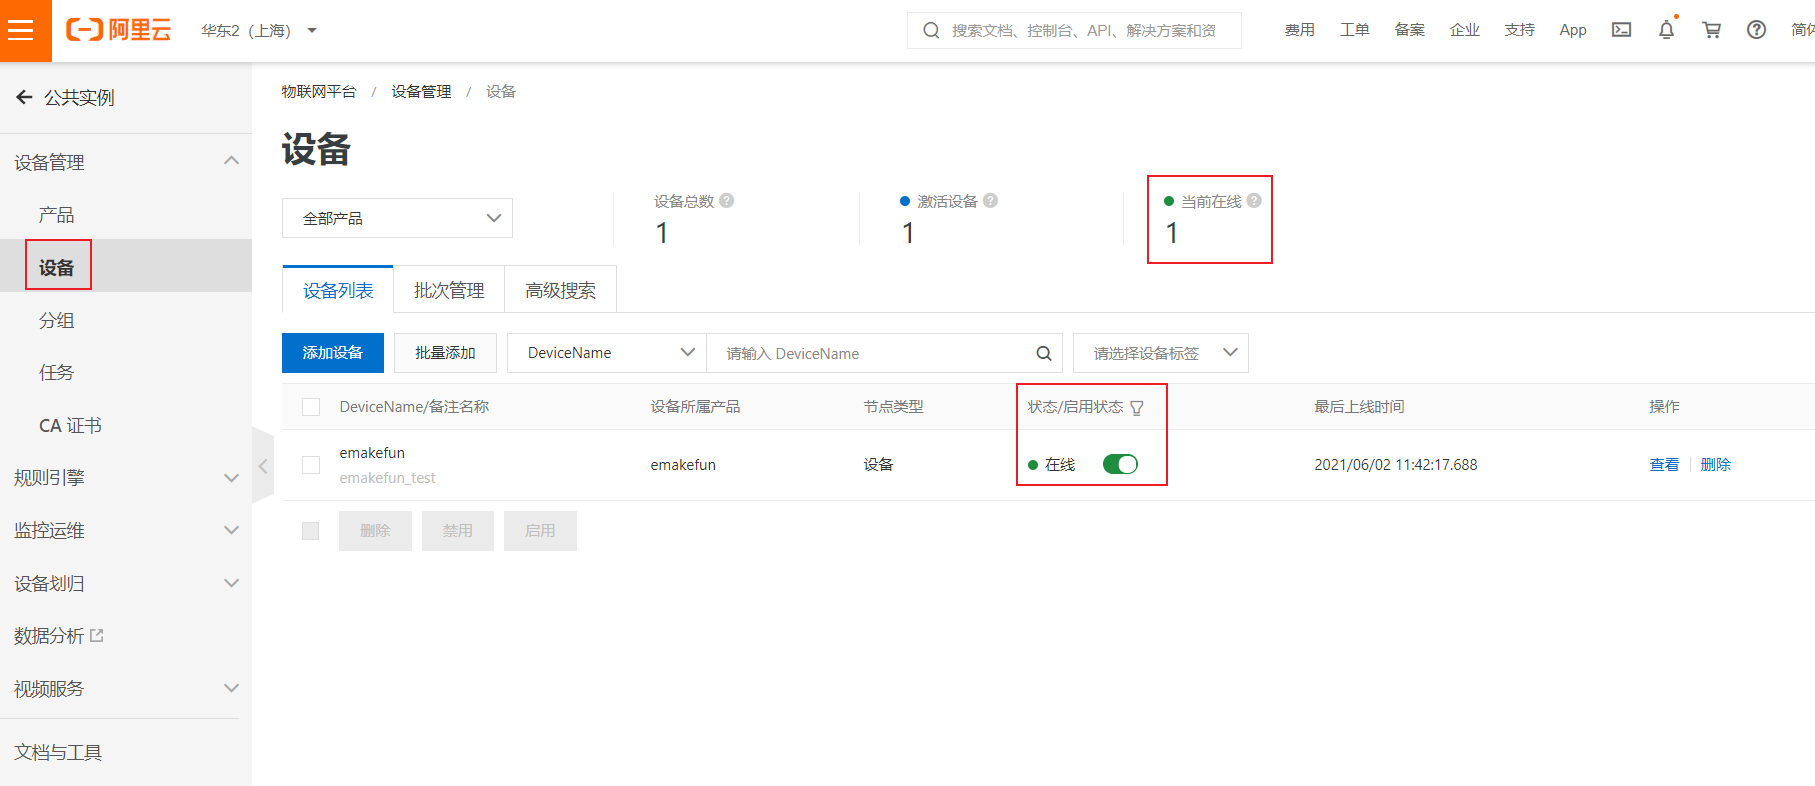 阿里云
华东2（上海）
搜索文档、控制台、API、解决方案和资
费用
工单
备案
企业
支持
App
简体
公共实例
设备管理
产品
设备
分组
任务
CA 证书
规则引擎
监控运维
设备划归
数据分析
视频服务
文档与工具
物联网平台 / 设备管理 / 设备
设备
全部产品
设备总数
1
激活设备
1
当前在线
1
设备列表
批次管理
高级搜索
添加设备
批量添加
DeviceName
请输入 DeviceName
请选择设备标签
DeviceName/备注名称
设备所属产品
节点类型
状态/启用状态
最后上线时间
操作
emakefun
emakefun_test
emakefun
设备
在线
2021/06/02 11:42:17.688
查看
删除
删除
禁用
启用